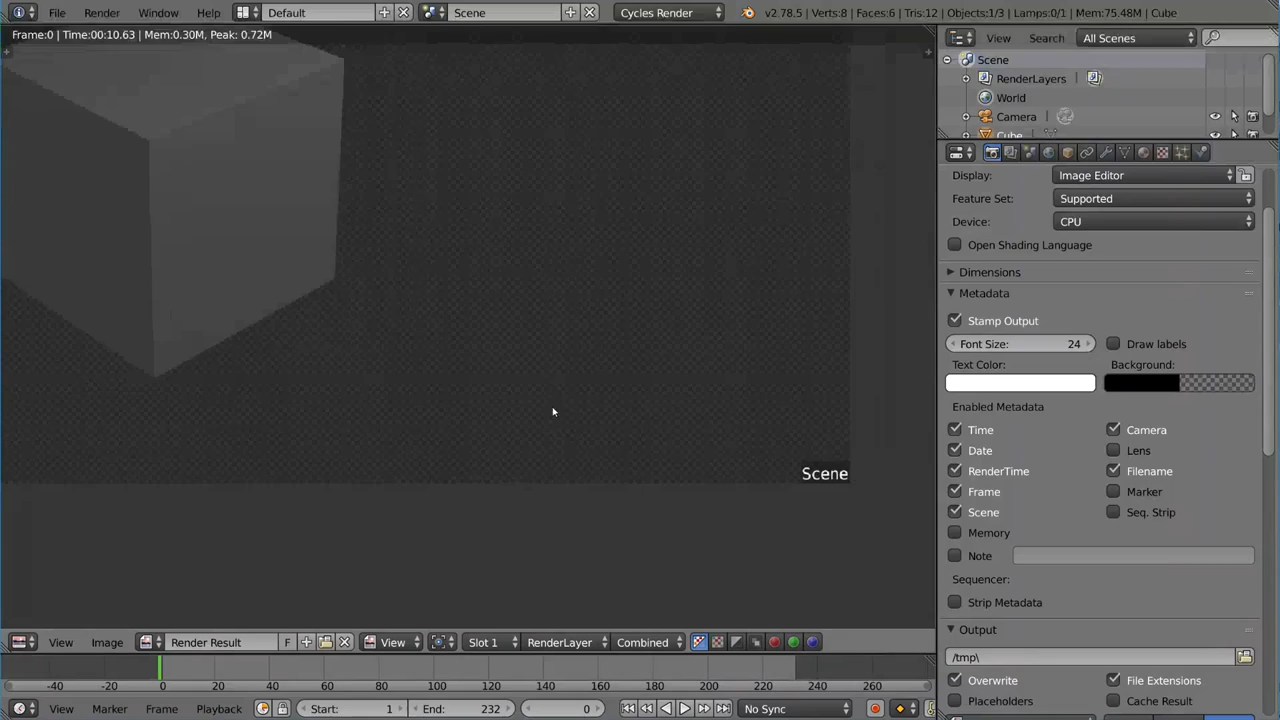 File Render Window Help Default Scene Cycles Render v2.78.5 | Verts:8 | Faces:6 | Tris:12 | Objects:1/3 | Lamps:0/1 | Mem:75.48M | Cube
Frame:0 | Time:00:10.63 | Mem:0.30M, Peak: 0.72M
View Search All Scenes
Scene
RenderLayers
World
Camera
Cube
Display: Image Editor
Feature Set: Supported
Device: CPU
Open Shading Language
Dimensions
Metadata
Stamp Output
Font Size: 24 Draw labels
Text Color: Background:
Enabled Metadata
Time Camera
Date Lens
RenderTime Filename
Frame Marker
Scene Seq. Strip
Memory
Note
Sequencer:
Strip Metadata
Output
/tmp\
Overwrite File Extensions
Placeholders Cache Result
Scene
View Image Render Result F View Slot 1 RenderLayer Combined
-40 -20 0 20 40 60 80 100 120 140 160 180 200 220 240 260
View Marker Frame Playback Start: 1 End: 232 0 No Sync